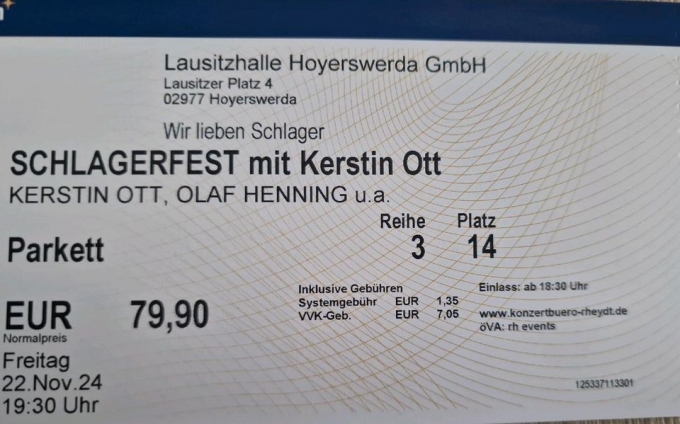 Lausitzhalle Hoyerswerda GmbH
Lausitzer Platz 4
02977 Hoyerswerda
Wir lieben Schlager
SCHLAGERFEST mit Kerstin Ott
KERSTIN OTT, OLAF HENNING u.a.
Reihe Platz
Parkett 3 14
Inklusive Gebühren
Systemgebühr EUR 1,35
VVK-Geb. EUR 7,05
Einlass: ab 18:30 Uhr
www.konzertbuero-rheydt.de
öVA: rh events
EUR 79,90
Normalpreis
Freitag
22.Nov.24
19:30 Uhr
125337113301